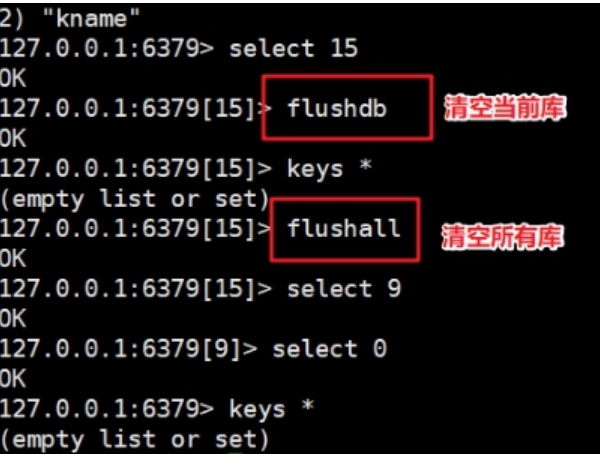 2) "kname"
127.0.0.1:6379> select 15
OK
127.0.0.1:6379[15]> flushdb 清空当前库
OK
127.0.0.1:6379[15]> keys *
(empty list or set)
127.0.0.1:6379[15]> flushall 清空所有库
OK
127.0.0.1:6379[15]> select 9
OK
127.0.0.1:6379[9]> select 0
OK
127.0.0.1:6379> keys *
(empty list or set)